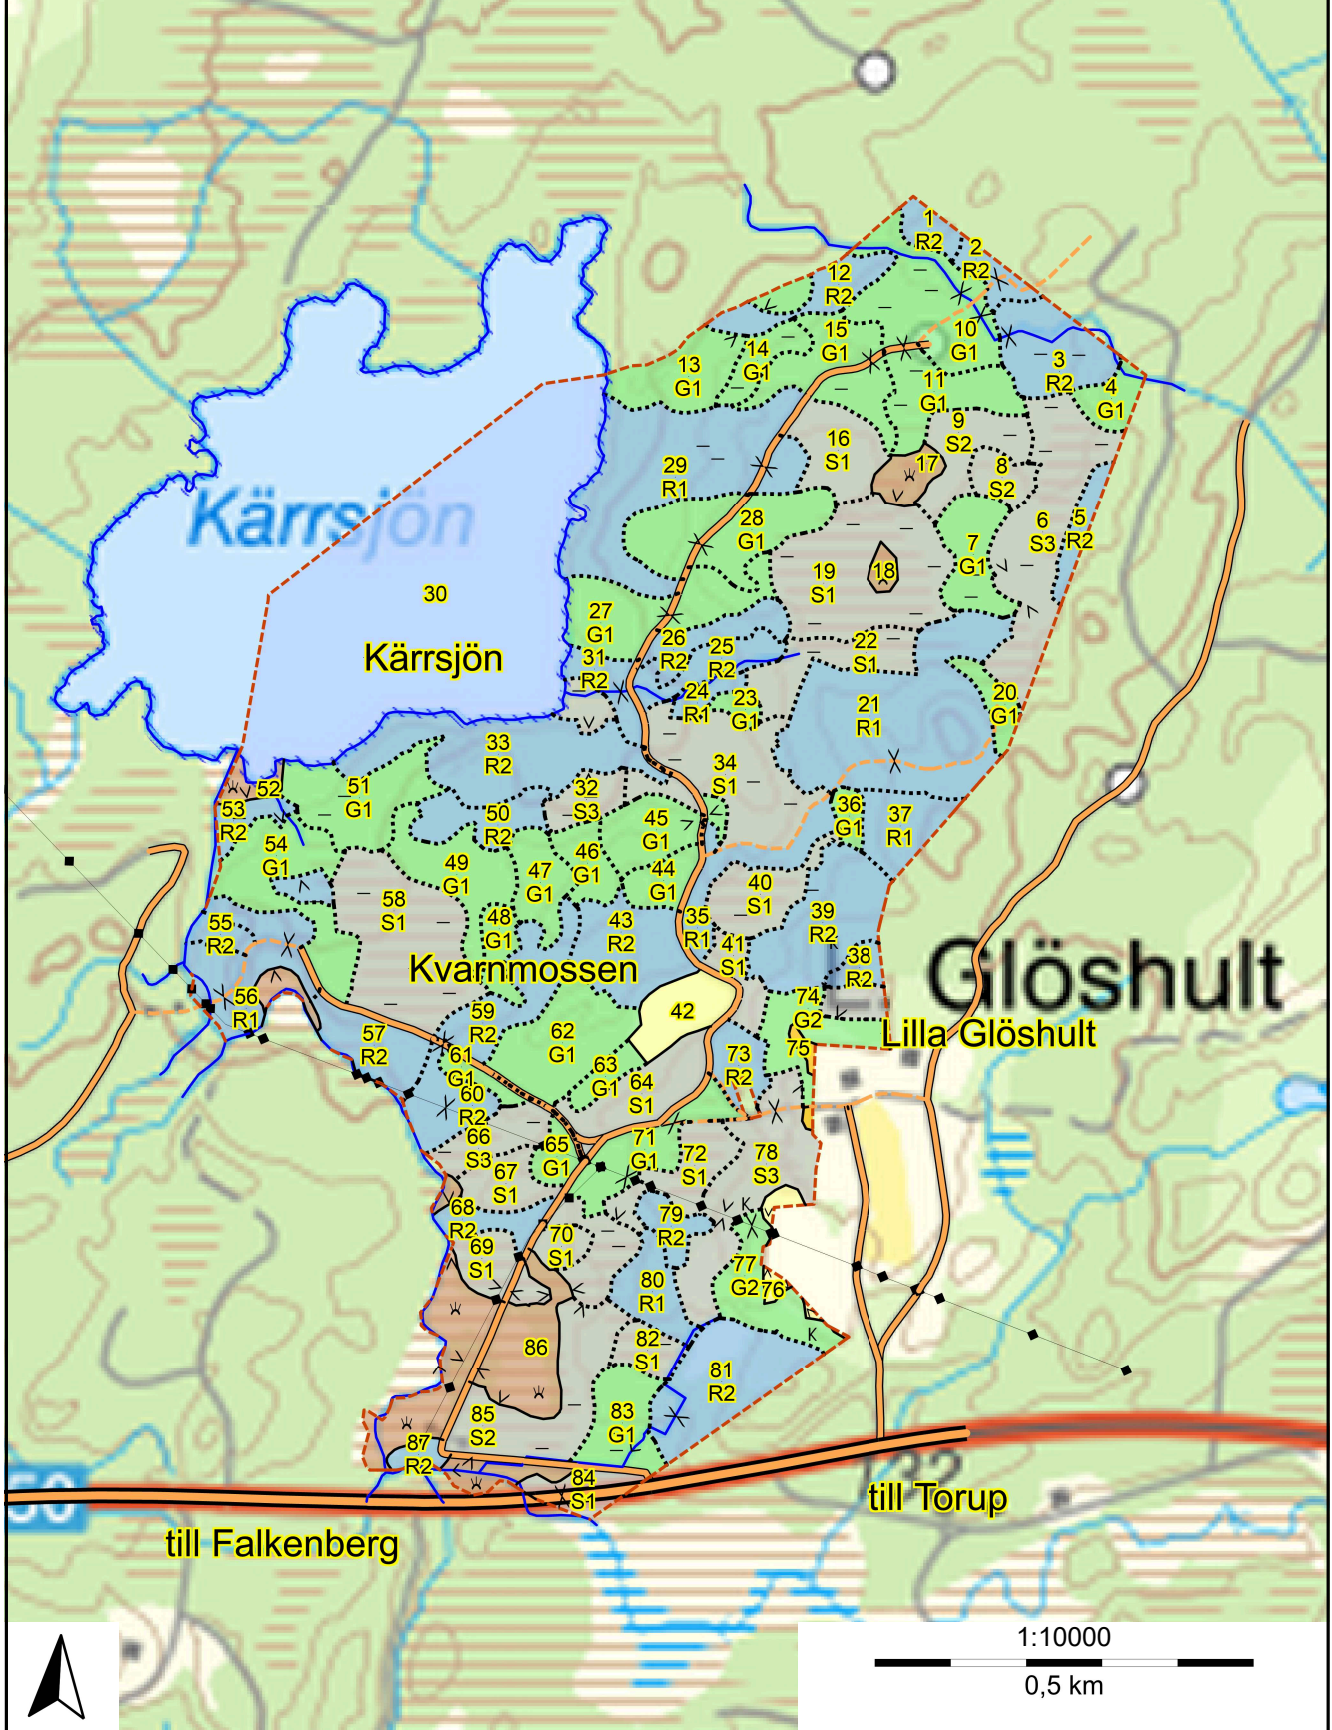 1
R2
2
R2
12
R2
15
G1
10
G1
14
G1
13
G1
3
R2
4
G1
11
G1
9
S2
16
S1
17
8
S2
29
R1
28
G1
6
S3
5
R2
7
G1
19
S1
18
Kärrsjön
30
27
G1
26
R2
25
R2
22
S1
31
R2
Kärrsjön
24
R1
23
G1
21
R1
20
G1
33
R2
34
S1
51
G1
52
32
S3
53
R2
50
R2
45
G1
36
G1
37
R1
54
G1
49
G1
47
G1
46
G1
44
G1
40
S1
58
S1
48
G1
43
R2
35
R1
39
R2
55
R2
41
S1
38
R2
Kvarnmossen
Glöshult
56
R1
42
74
G2
59
R2
57
R2
62
G1
Lilla Glöshult
75
61
G1
63
G1
73
R2
60
R2
64
S1
66
S3
65
G1
71
G1
72
S1
78
S3
67
S1
68
R2
79
R2
K
69
S1
70
S1
77
G2
76
80
R1
K
86
82
S1
81
R2
85
S2
83
G1
87
R2
84
S1
50
till Torup
till Falkenberg
1:10000
0,5 km